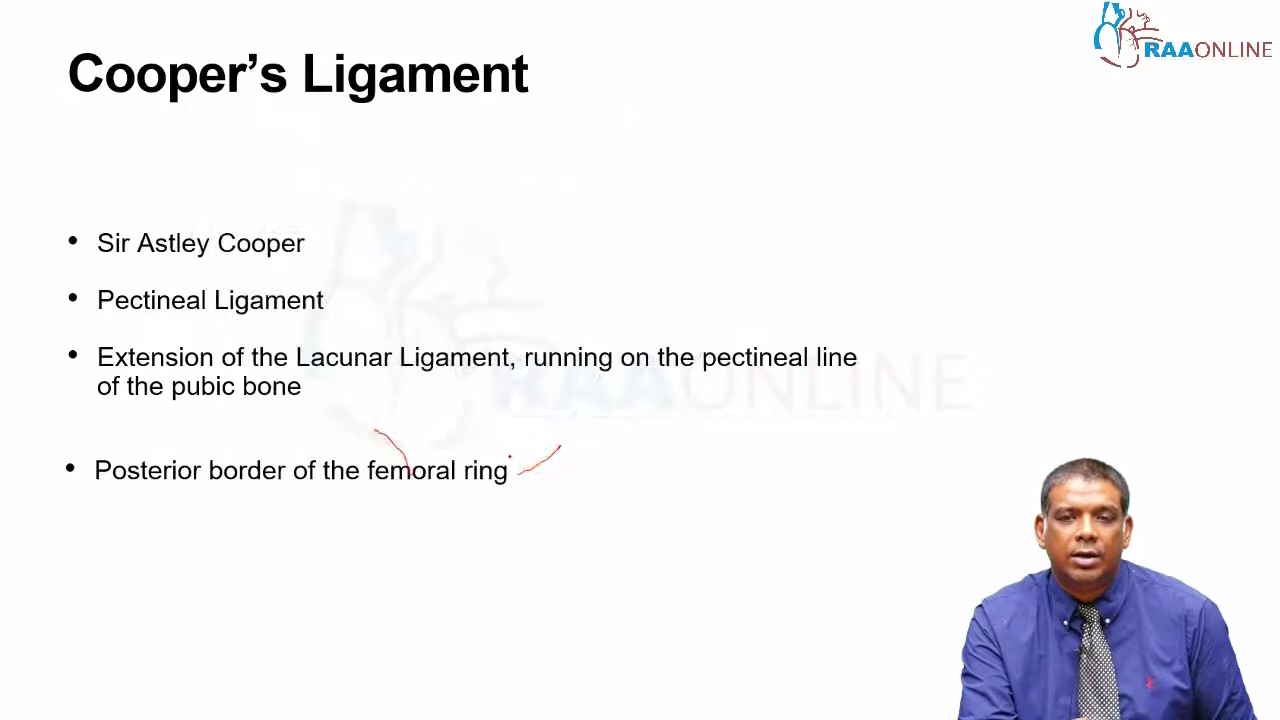 RAAONLINE
Cooper’s Ligament
• Sir Astley Cooper
• Pectineal Ligament
• Extension of the Lacunar Ligament, running on the pectineal line
of the pubic bone
RAAONLINE
• Posterior border of the femoral ring